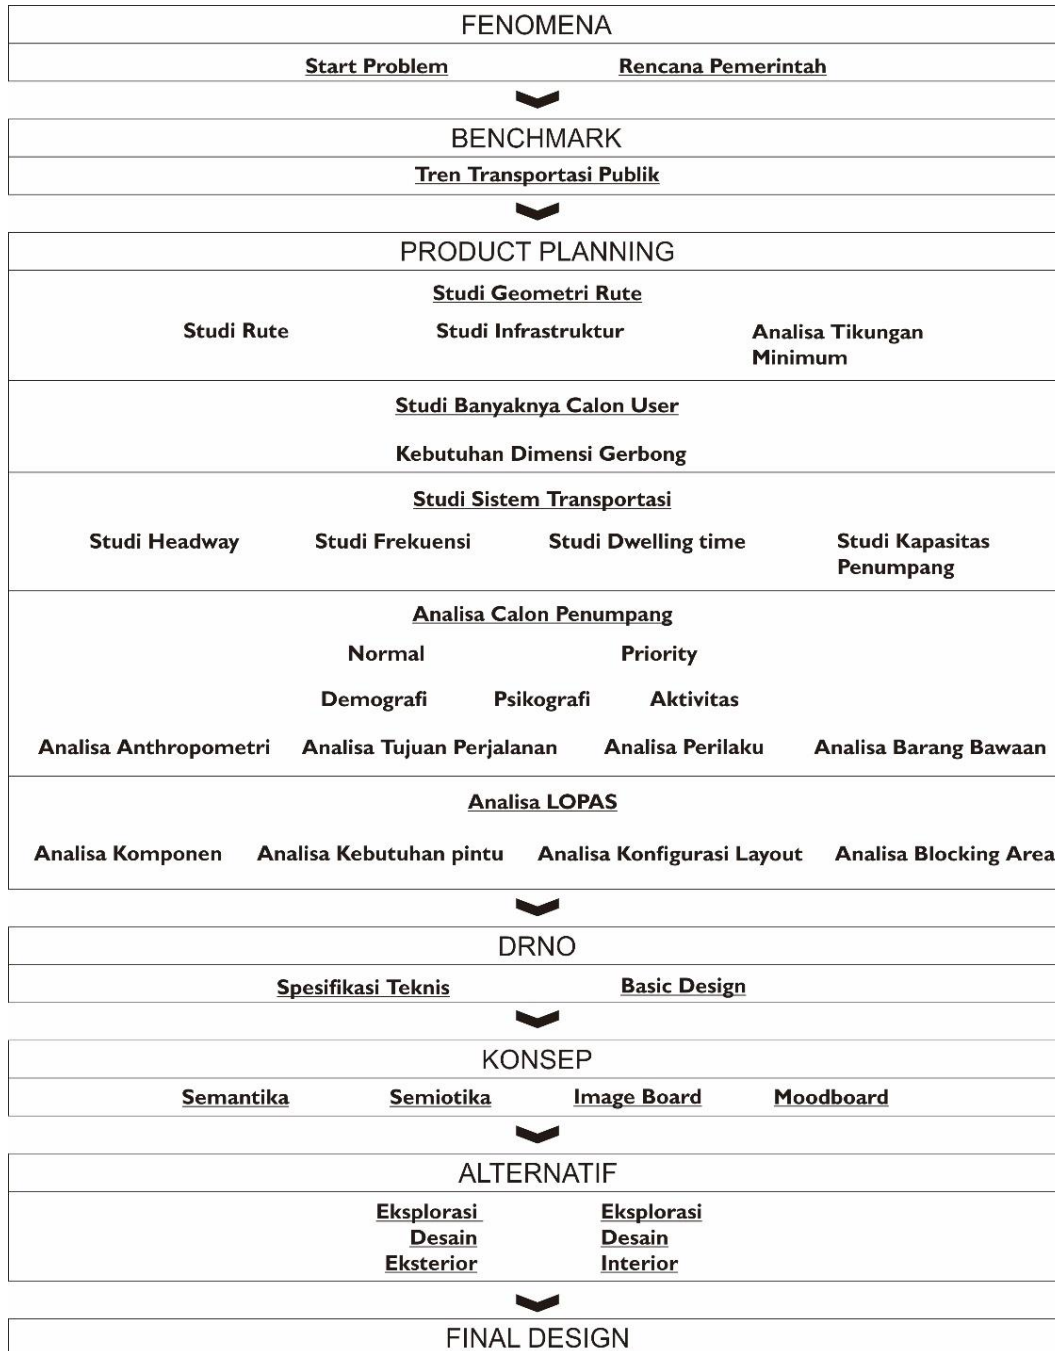 FENOMENA
Start Problem Rencana Pemerintah
BENCHMARK
Tren Transportasi Publik
PRODUCT PLANNING
Studi Geometri Rute
Studi Rute Studi Infrastruktur Analisa Tikungan
Minimum
Studi Banyaknya Calon User
Kebutuhan Dimensi Gerbong
Studi Sistem Transportasi
Studi Headway Studi Frekuensi Studi Dwelling time Studi Kapasitas
Penumpang
Analisa Calon Penumpang
Normal Priority
Demografi Psikografi Aktivitas
Analisa Anthropometri Analisa Tujuan Perjalanan Analisa Perilaku Analisa Barang Bawaan
Analisa LOPAS
Analisa Komponen Analisa Kebutuhan pintu Analisa Konfigurasi Layout Analisa Blocking Area
DRNO
Spesifikasi Teknis Basic Design
KONSEP
Semantika Semiotika Image Board Moodboard
ALTERNATIF
Eksplorasi Eksplorasi
Desain Desain
Eksterior Interior
FINAL DESIGN